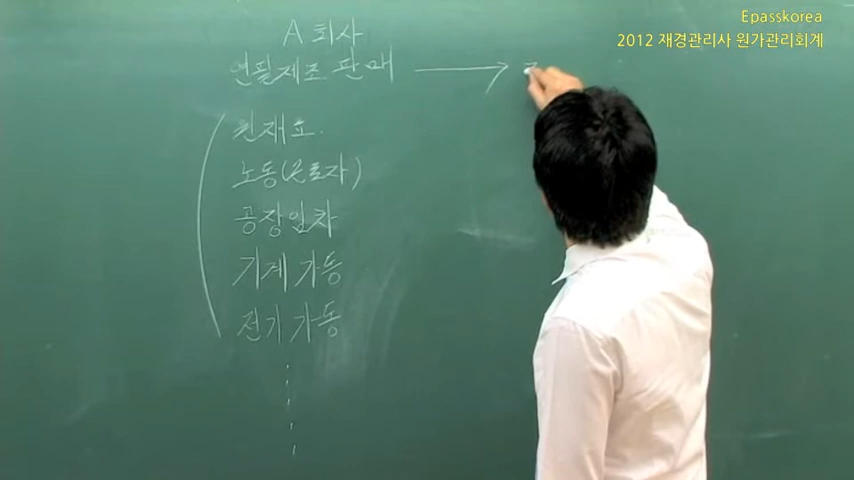 Epasskorea
2012 재경관리사 원가관리회계
A 회사
연필제조 판매 →
원재료.
노동(근로자)
공장임차
기계 가동
전기 가동